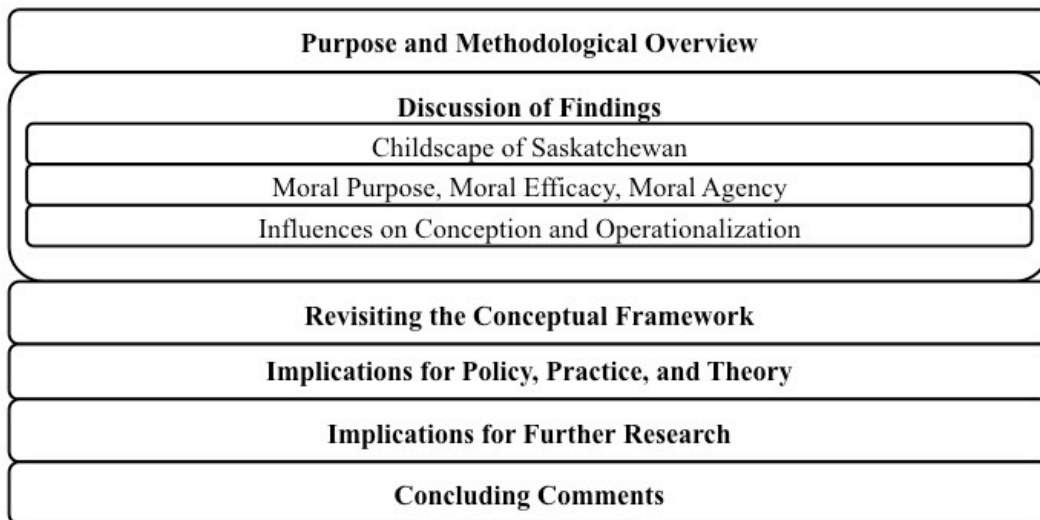 Purpose and Methodological Overview
Discussion of Findings
Childscape of Saskatchewan
Moral Purpose, Moral Efficacy, Moral Agency
Influences on Conception and Operationalization
Revisiting the Conceptual Framework
Implications for Policy, Practice, and Theory
Implications for Further Research
Concluding Comments